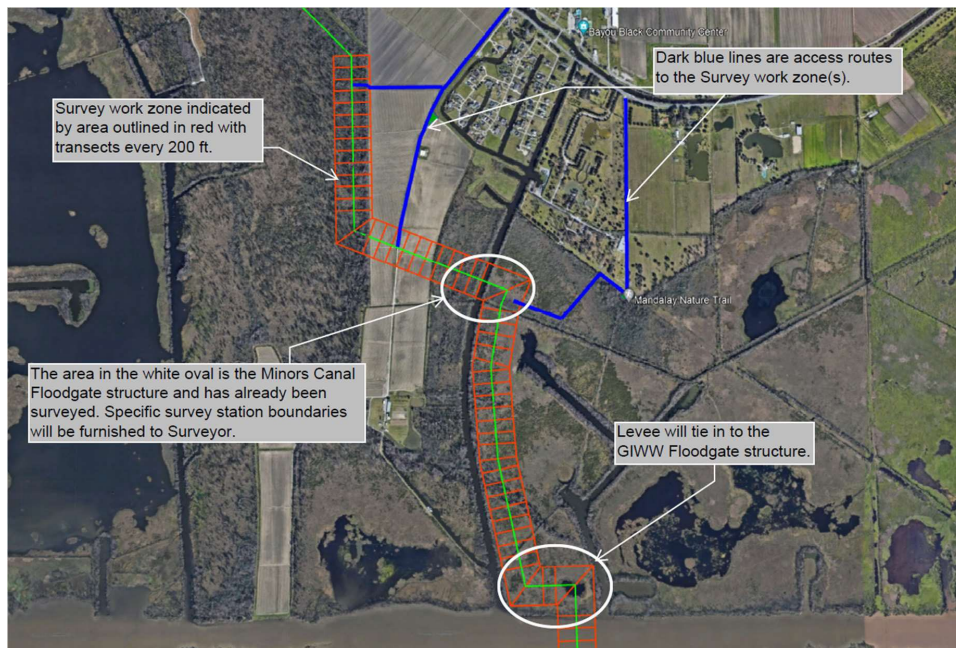 Bayou Black Community Center
Dark blue lines are access routes
to the Survey work zone(s).
Survey work zone indicated
by area outlined in red with
transects every 200 ft.
Mandalay Nature Trail
The area in the white oval is the Minors Canal
Floodgate structure and has already been
surveyed. Specific survey station boundaries
will be furnished to Surveyor.
Levee will tie in to the
GIWW Floodgate structure.